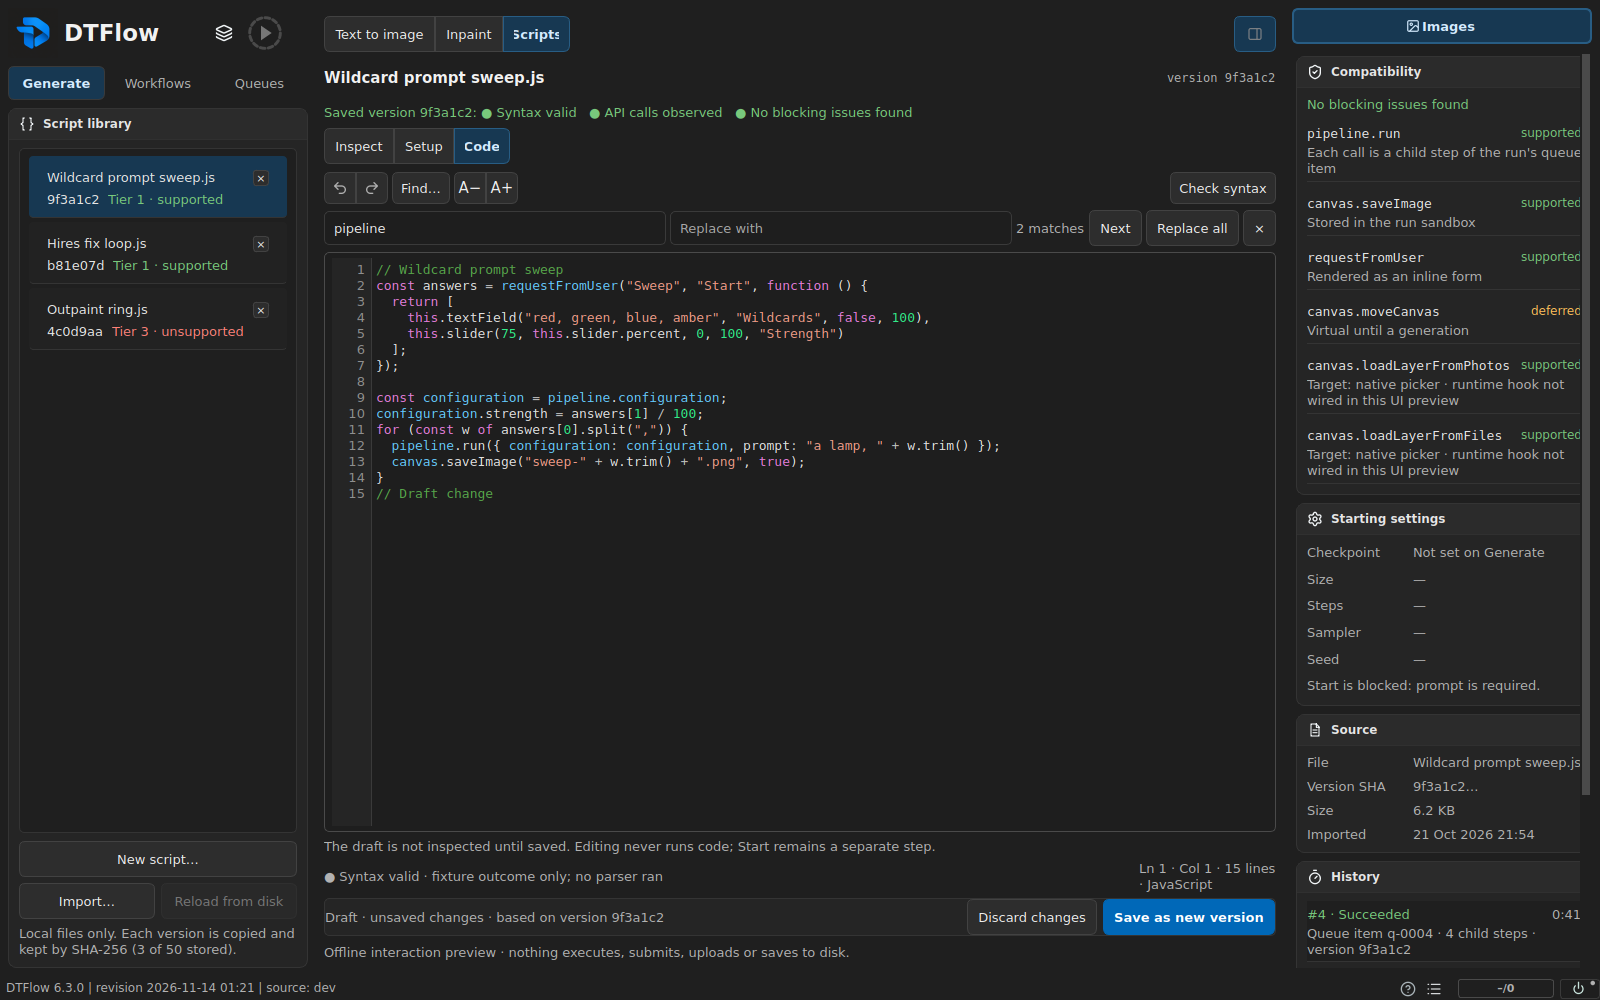 DTFlow
Generate
Workflows
Queues
Script library
Wildcard prompt sweep.js
9f3a1c2 Tier 1 · supported
Hires fix loop.js
b81e07d Tier 1 · supported
Outpaint ring.js
4c0d9aa Tier 3 · unsupported
New script…
Import…
Reload from disk
Local files only. Each version is copied and
kept by SHA-256 (3 of 50 stored).
Text to image
Inpaint
Scripts
Wildcard prompt sweep.js
version 9f3a1c2
Saved version 9f3a1c2: ● Syntax valid ● API calls observed ● No blocking issues found
Inspect
Setup
Code
Find…
A−
A+
Check syntax
pipeline
Replace with
2 matches
Next
Replace all
×
1 // Wildcard prompt sweep
2 const answers = requestFromUser("Sweep", "Start", function () {
3 return [
4 this.textField("red, green, blue, amber", "Wildcards", false, 100),
5 this.slider(75, this.slider.percent, 0, 100, "Strength")
6 ];
7 });
8
9 const configuration = pipeline.configuration;
10 configuration.strength = answers[1] / 100;
11 for (const w of answers[0].split(",")) {
12 pipeline.run({ configuration: configuration, prompt: "a lamp, " + w.trim() });
13 canvas.saveImage("sweep-" + w.trim() + ".png", true);
14 }
15 // Draft change
The draft is not inspected until saved. Editing never runs code; Start remains a separate step.
● Syntax valid · fixture outcome only; no parser ran
Ln 1 · Col 1 · 15 lines
· JavaScript
Draft · unsaved changes · based on version 9f3a1c2
Discard changes
Save as new version
Offline interaction preview · nothing executes, submits, uploads or saves to disk.
Images
Compatibility
No blocking issues found
pipeline.run supported
Each call is a child step of the run's queue
item
canvas.saveImage supported
Stored in the run sandbox
requestFromUser supported
Rendered as an inline form
canvas.moveCanvas deferred
Virtual until a generation
canvas.loadLayerFromPhotos supported
Target: native picker · runtime hook not
wired in this UI preview
canvas.loadLayerFromFiles supported
Target: native picker · runtime hook not
wired in this UI preview
Starting settings
Checkpoint Not set on Generate
Size —
Steps —
Sampler —
Seed —
Start is blocked: prompt is required.
Source
File Wildcard prompt sweep.js
Version SHA 9f3a1c2…
Size 6.2 KB
Imported 21 Oct 2026 21:54
History
#4 · Succeeded 0:41
Queue item q-0004 · 4 child steps ·
version 9f3a1c2
DTFlow 6.3.0 | revision 2026-11-14 01:21 | source: dev
–/0